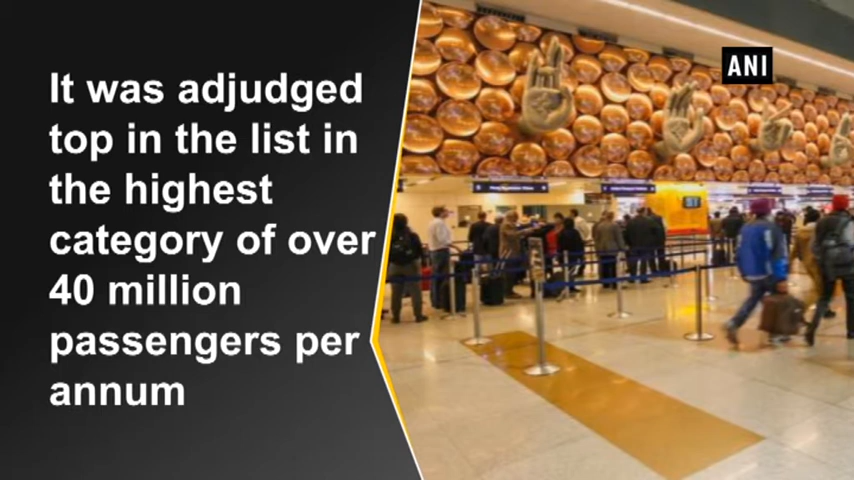 It was adjudged
top in the list in
the highest
category of over
40 million
passengers per
annum
ANI